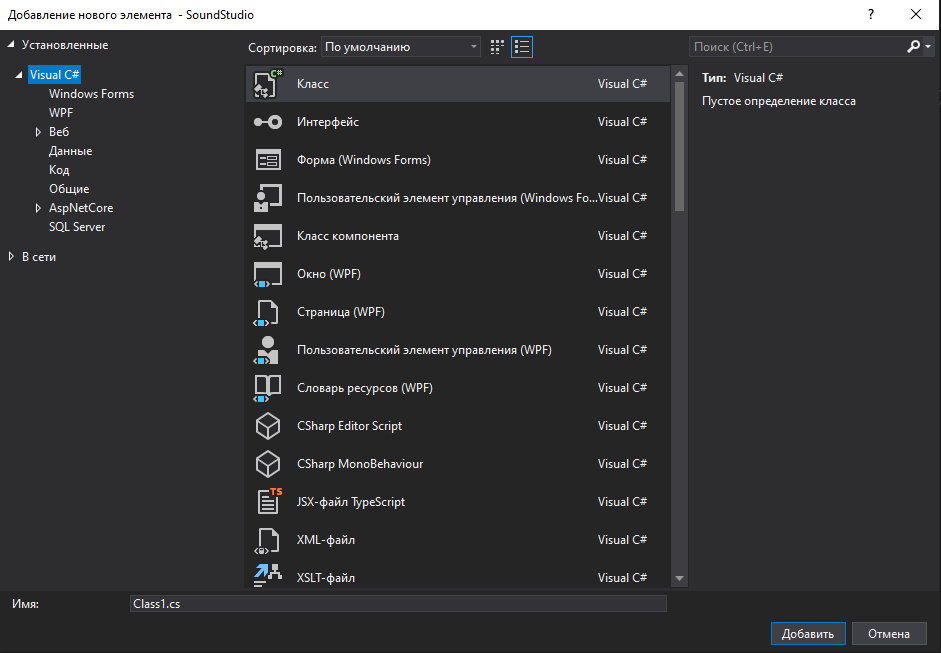 Добавление нового элемента - SoundStudio
?
Установленные
Visual C#
Windows Forms
WPF
Веб
Данные
Код
Общие
AspNetCore
SQL Server
В сети
Сортировка: По умолчанию
C# Класс Visual C#
Интерфейс Visual C#
Форма (Windows Forms) Visual C#
Пользовательский элемент управления (Windows Fo... Visual C#
Класс компонента Visual C#
Окно (WPF) Visual C#
Страница (WPF) Visual C#
Пользовательский элемент управления (WPF) Visual C#
Словарь ресурсов (WPF) Visual C#
CSharp Editor Script Visual C#
CSharp MonoBehaviour Visual C#
TS JSX-файл TypeScript Visual C#
XML-файл Visual C#
XSLT-файл Visual C#
Поиск (Ctrl+E)
Тип: Visual C#
Пустое определение класса
Имя: Class1.cs
Добавить Отмена